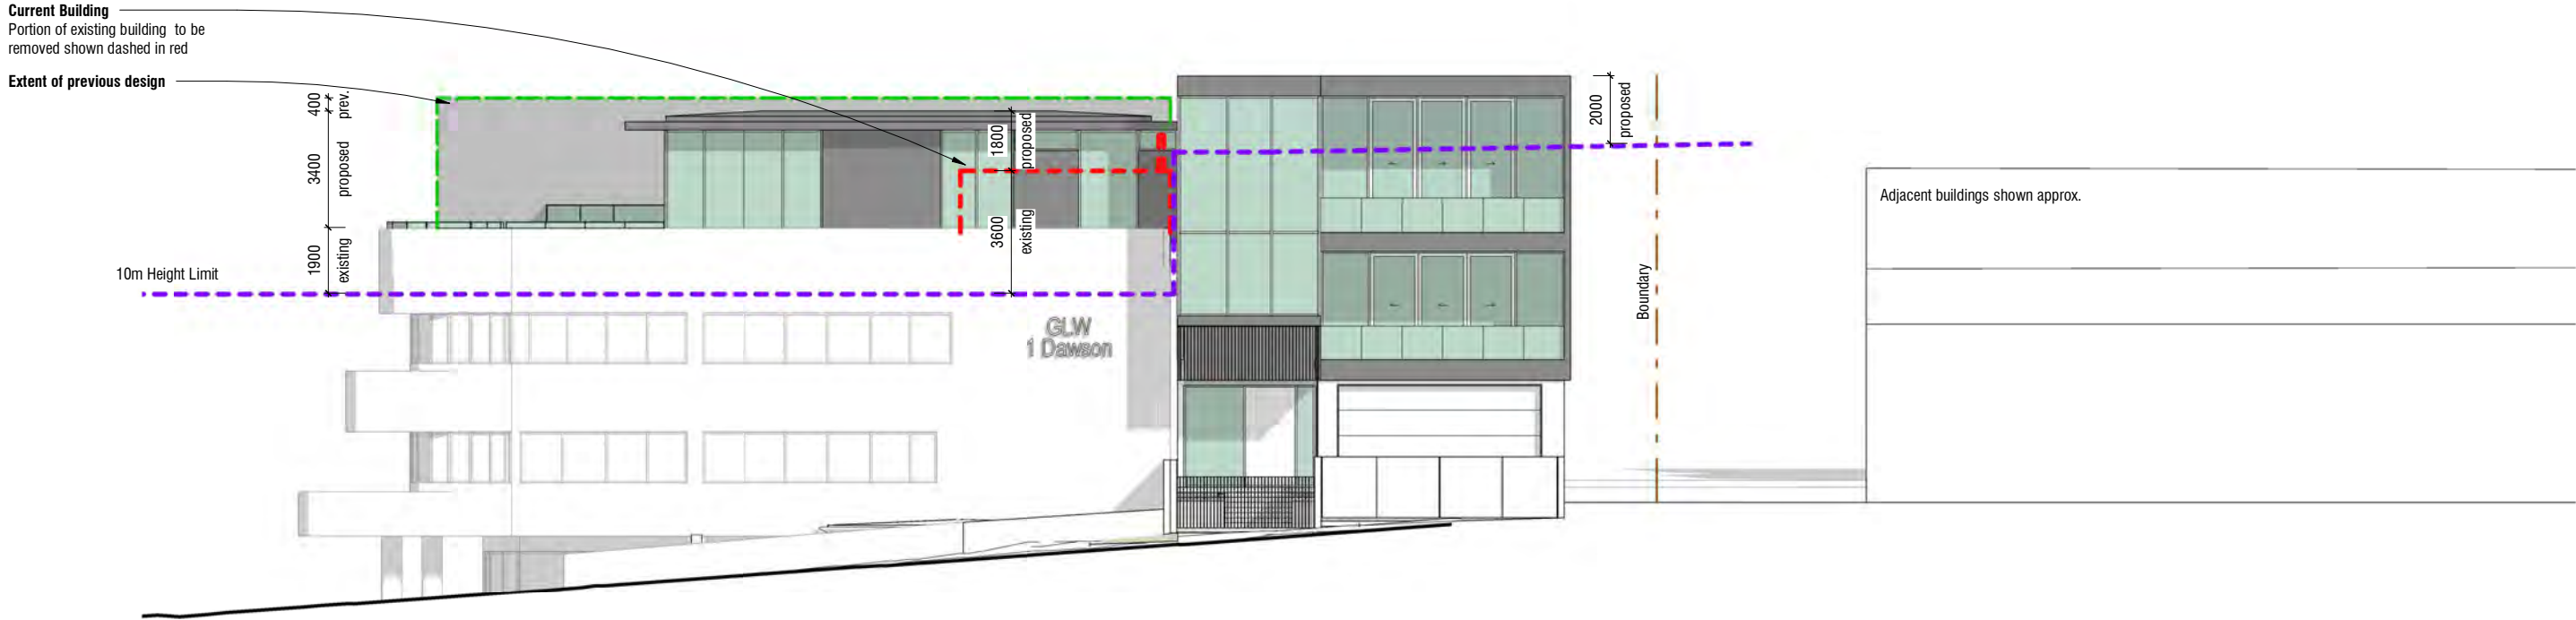 Current Building
Portion of existing building to be
removed shown dashed in red
Extent of previous design
400
prev.
3400
proposed
1900
existing
10m Height Limit
1800
proposed
3600
existing
GLW
1 Dawson
2000
proposed
Boundary
Adjacent buildings shown approx.